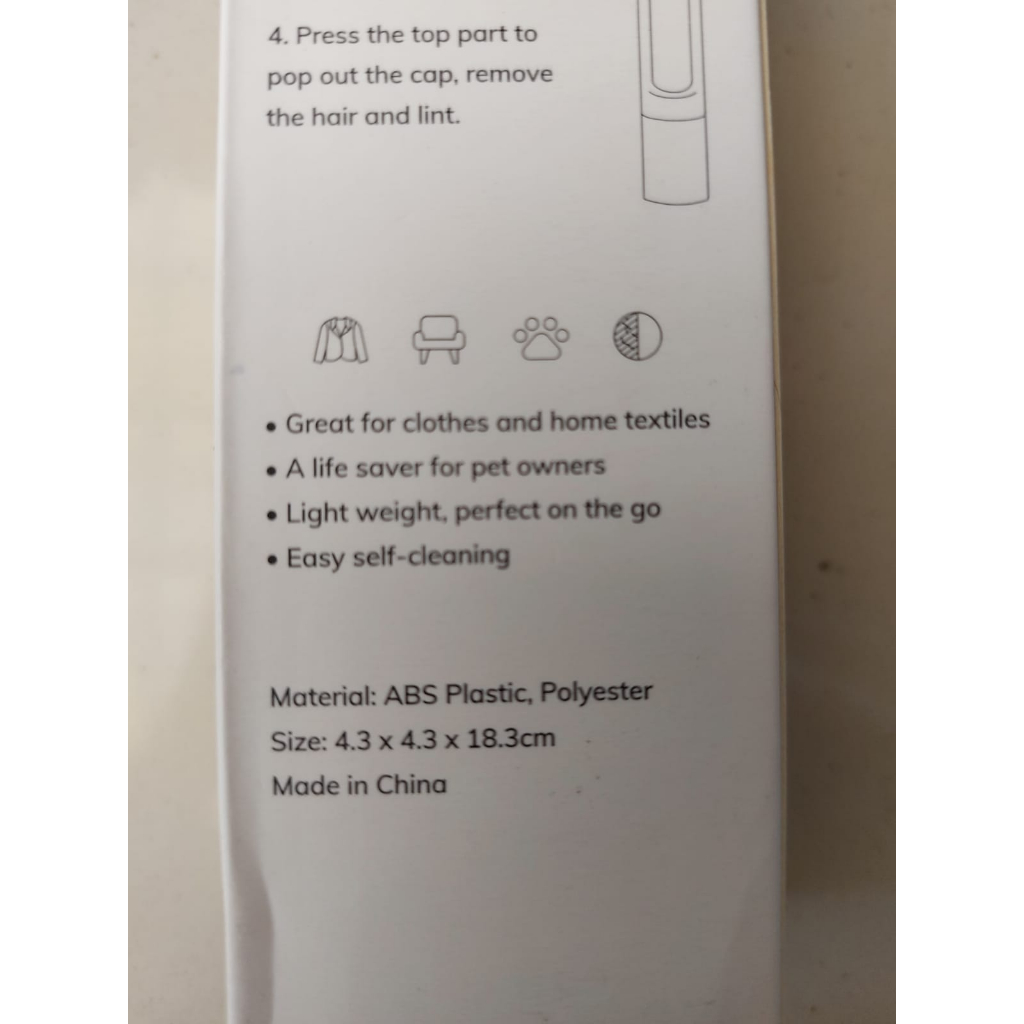 4. Press the top part to
pop out the cap, remove
the hair and lint.
• Great for clothes and home textiles
• A life saver for pet owners
• Light weight, perfect on the go
• Easy self-cleaning
Material: ABS Plastic, Polyester
Size: 4.3 x 4.3 x 18.3cm
Made in China